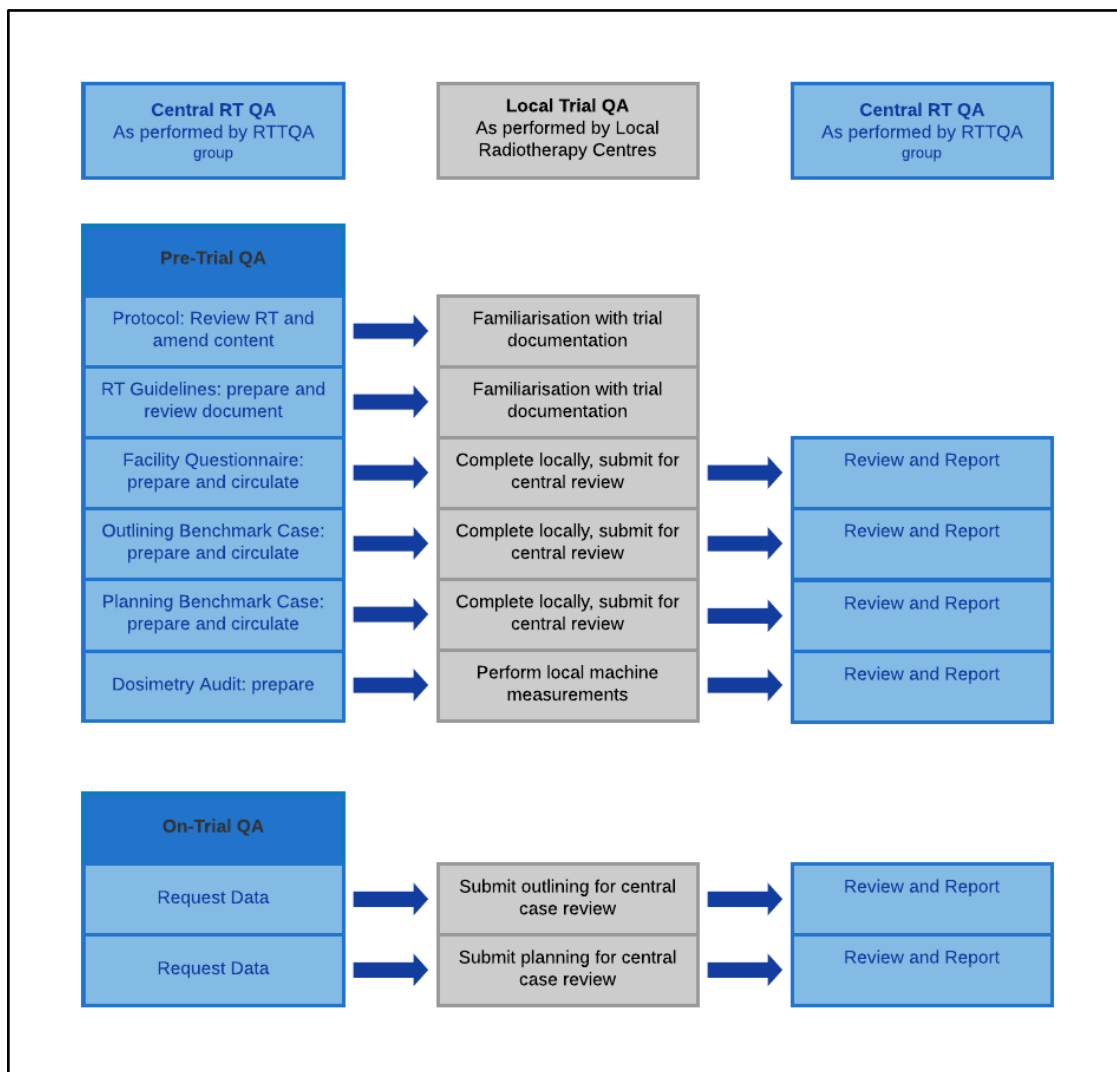 Central RT QA
As performed by RTTQA
group
Local Trial QA
As performed by Local
Radiotherapy Centres
Central RT QA
As performed by RTTQA
group
Pre-Trial QA
Protocol: Review RT and
amend content
Familiarisation with trial
documentation
RT Guidelines: prepare and
review document
Familiarisation with trial
documentation
Facility Questionnaire:
prepare and circulate
Complete locally, submit for
central review
Review and Report
Outlining Benchmark Case:
prepare and circulate
Complete locally, submit for
central review
Review and Report
Planning Benchmark Case:
prepare and circulate
Complete locally, submit for
central review
Review and Report
Dosimetry Audit: prepare
Perform local machine
measurements
Review and Report
On-Trial QA
Request Data
Submit outlining for central
case review
Review and Report
Request Data
Submit planning for central
case review
Review and Report